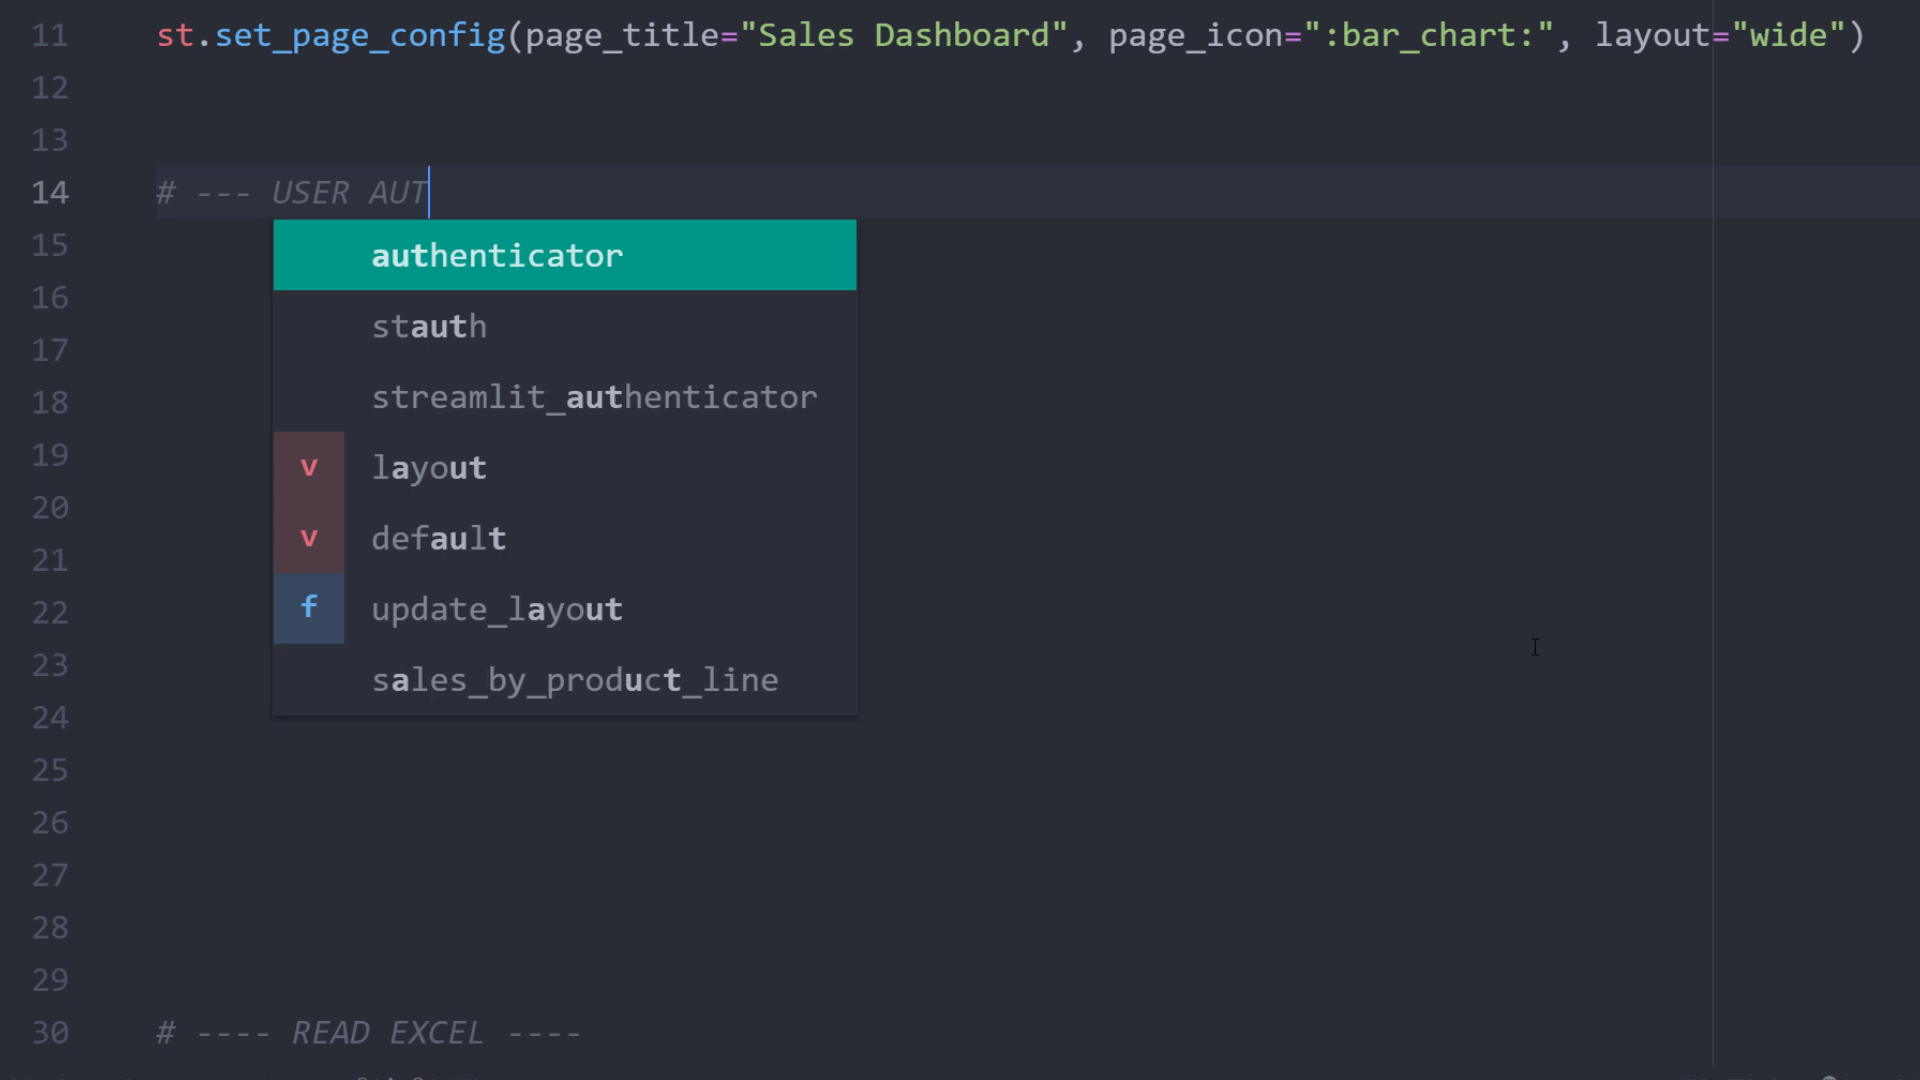 11 st.set_page_config(page_title="Sales Dashboard", page_icon=":bar_chart:", layout="wide")
12
13
14 # --- USER AUT
15
authenticator
16
stauth
17
18 streamlit_authenticator
19
v layout
20
21 v default
22 f update_layout
23
sales_by_product_line
24
25
26
27
28
29
30 # ---- READ EXCEL ----